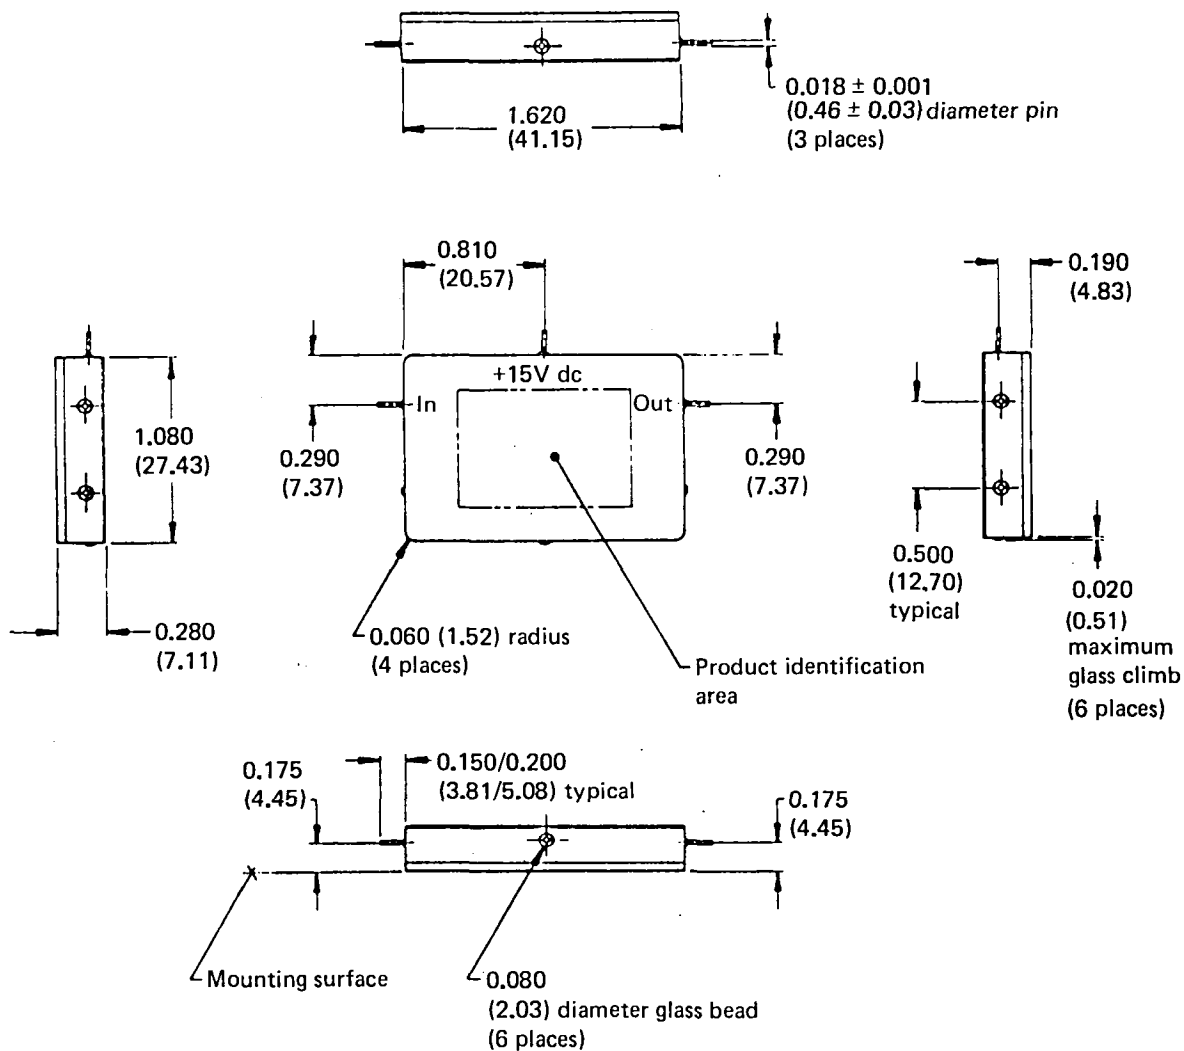 0.018 ± 0.001
(0.46 ± 0.03) diameter pin
(3 places)
1.620
(41.15)
0.810
(20.57)
0.190
(4.83)
+15V dc
In
Out
1.080
(27.43)
0.290
(7.37)
0.290
(7.37)
0.500
(12.70)
typical
0.020
(0.51)
maximum
glass climb
(6 places)
0.280
(7.11)
0.060 (1.52) radius
(4 places)
Product identification
area
0.175
(4.45)
0.150/0.200
(3.81/5.08) typical
0.175
(4.45)
Mounting surface
0.080
(2.03) diameter glass bead
(6 places)